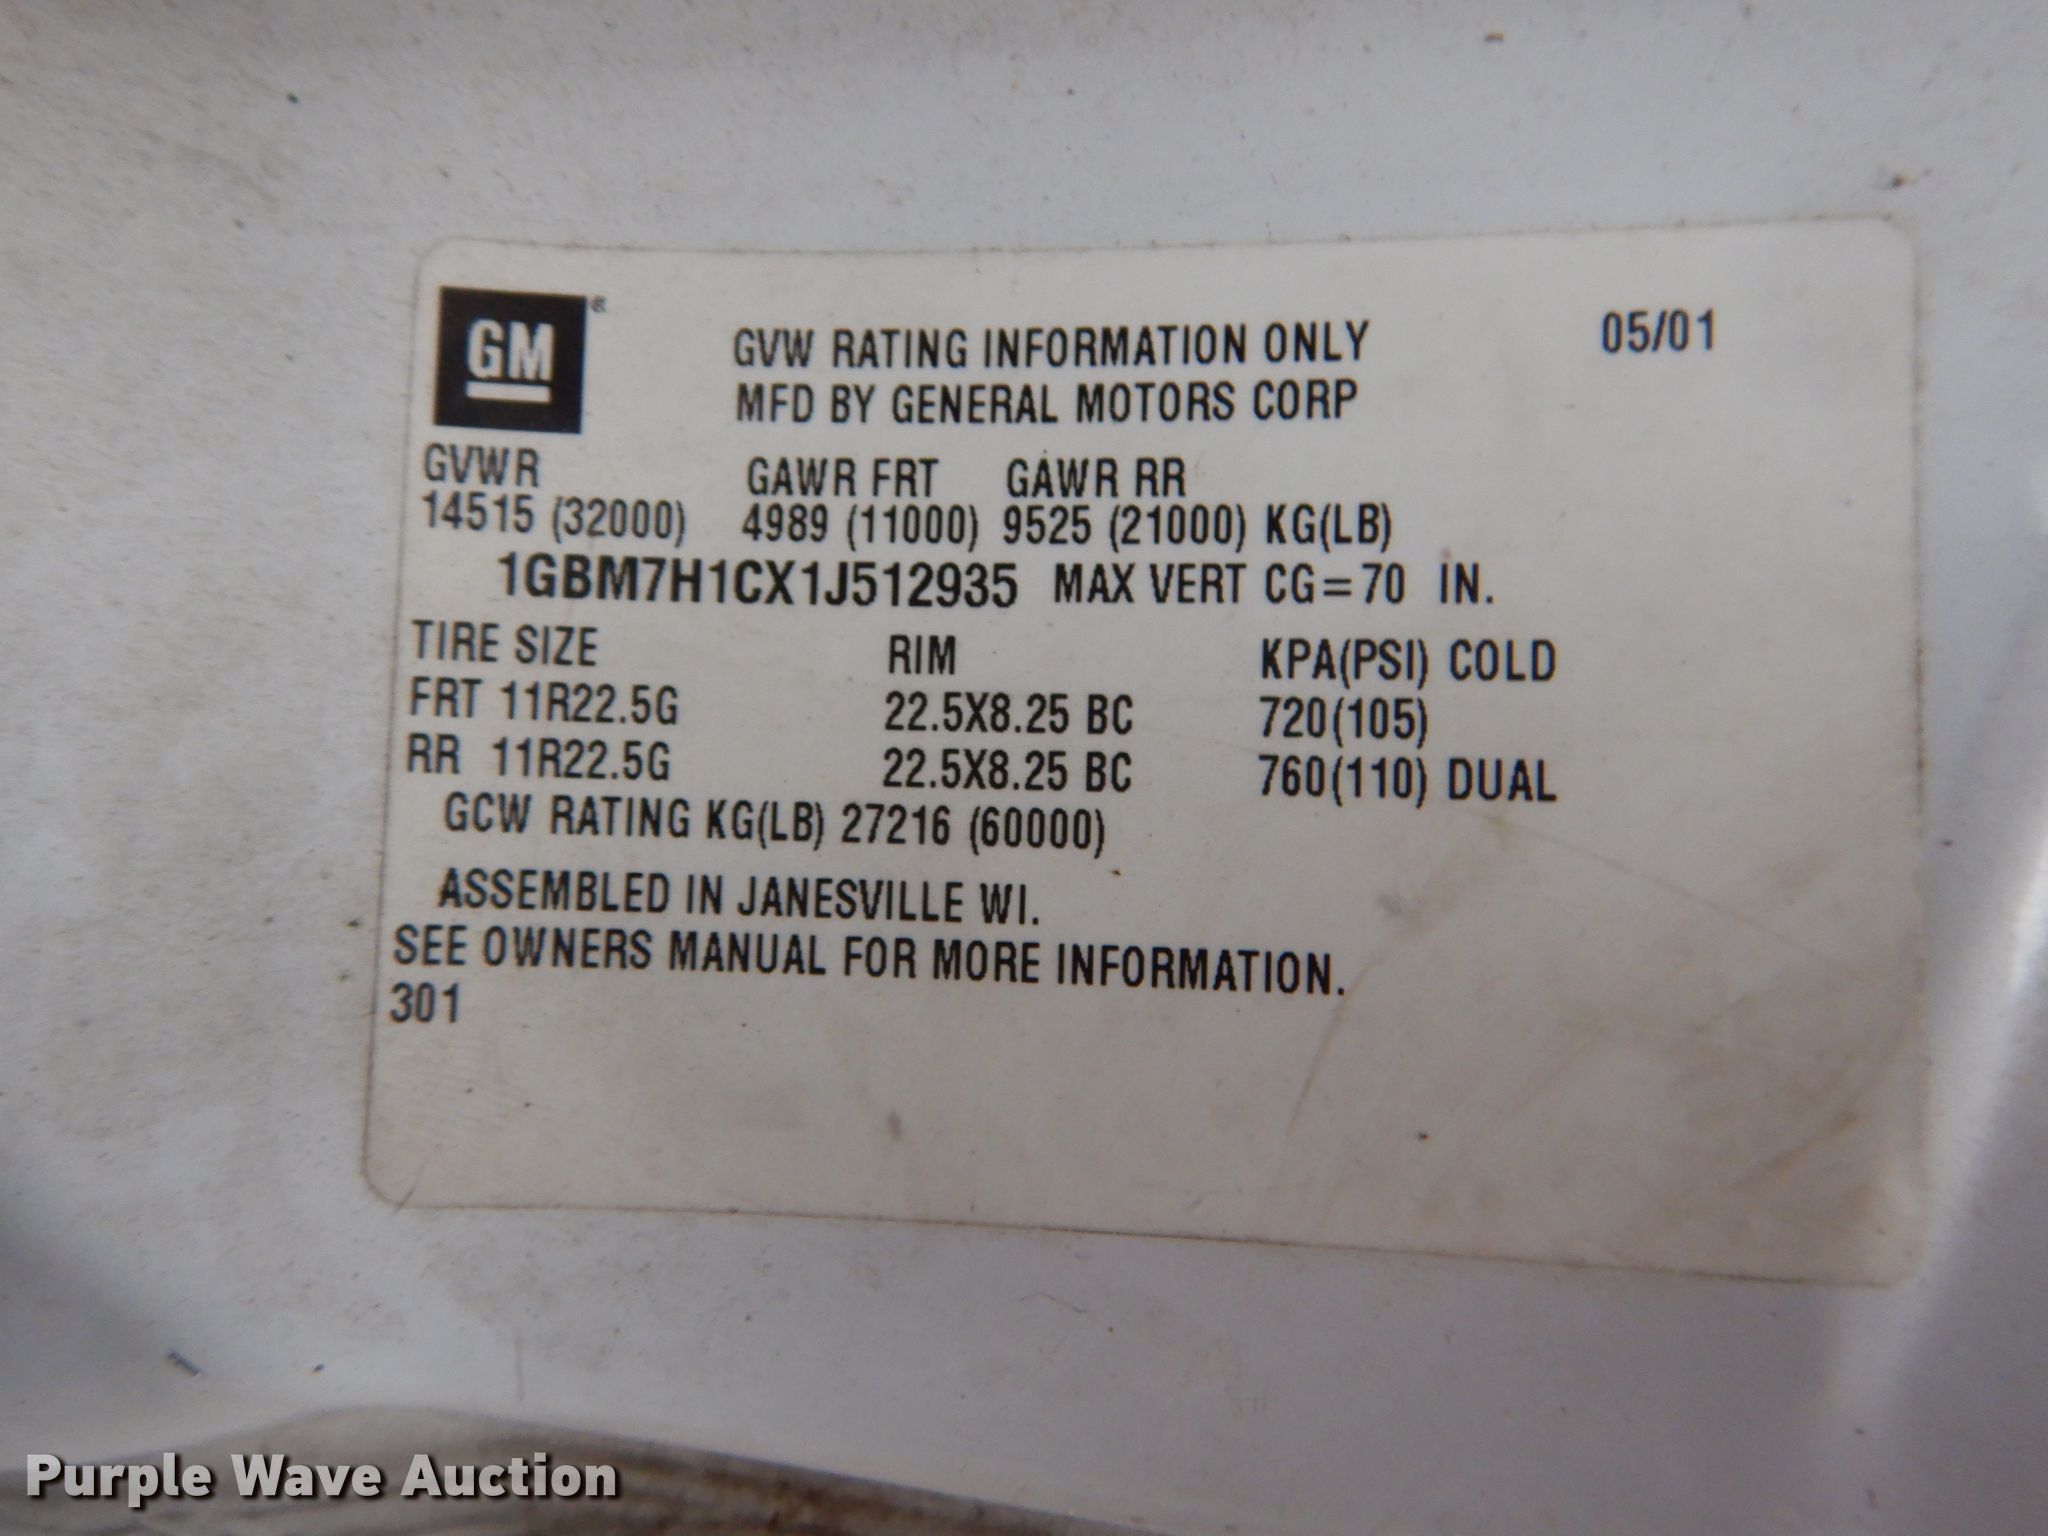 GM
GVW RATING INFORMATION ONLY 05/01
MFD BY GENERAL MOTORS CORP
GVWR GAWR FRT GAWR RR
14515 (32000) 4989 (11000) 9525 (21000) KG(LB)
1GBM7H1CX1J512935 MAX VERT CG=70 IN.
TIRE SIZE RIM KPA(PSI) COLD
FRT 11R22.5G 22.5X8.25 BC 720(105)
RR 11R22.5G 22.5X8.25 BC 760(110) DUAL
GCW RATING KG(LB) 27216 (60000)
ASSEMBLED IN JANESVILLE WI.
SEE OWNERS MANUAL FOR MORE INFORMATION.
301
Purple Wave Auction